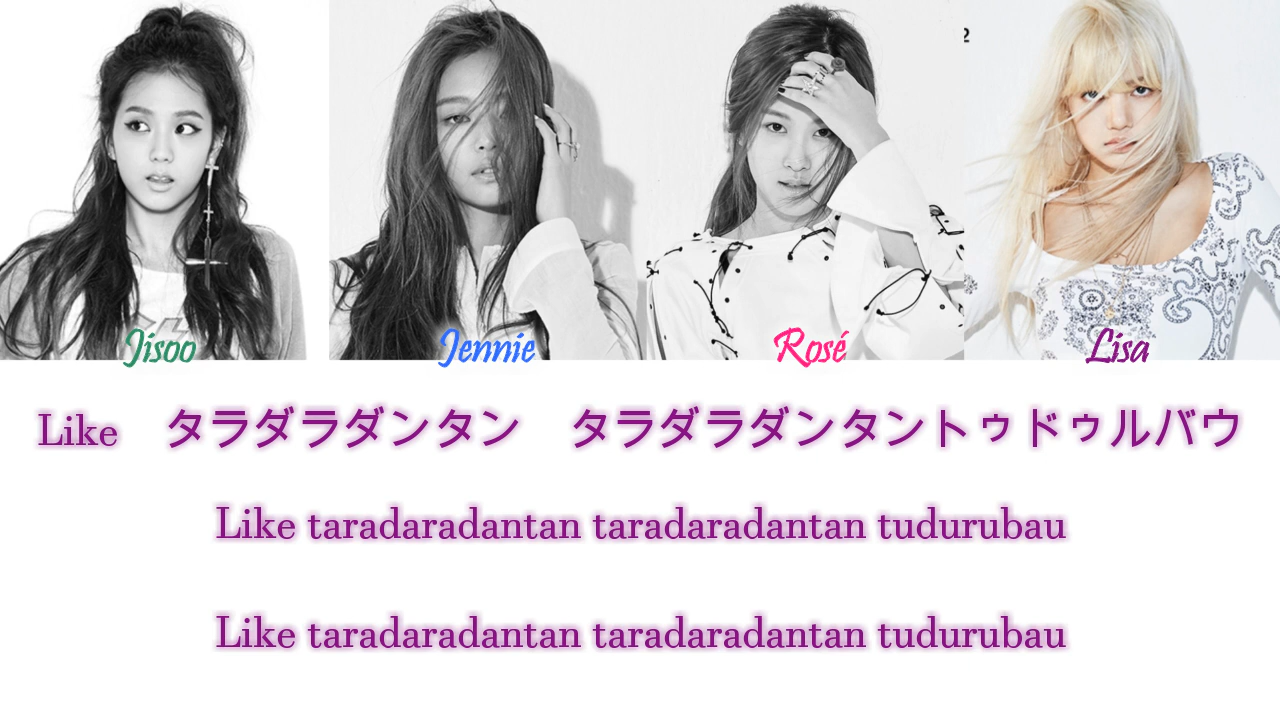 2
Jisoo Jennie Rosé Lisa
Like タラダラダンタン タラダラダンタントゥドゥルバウ
Like taradaradantan taradaradantan tudurubau
Like taradaradantan taradaradantan tudurubau